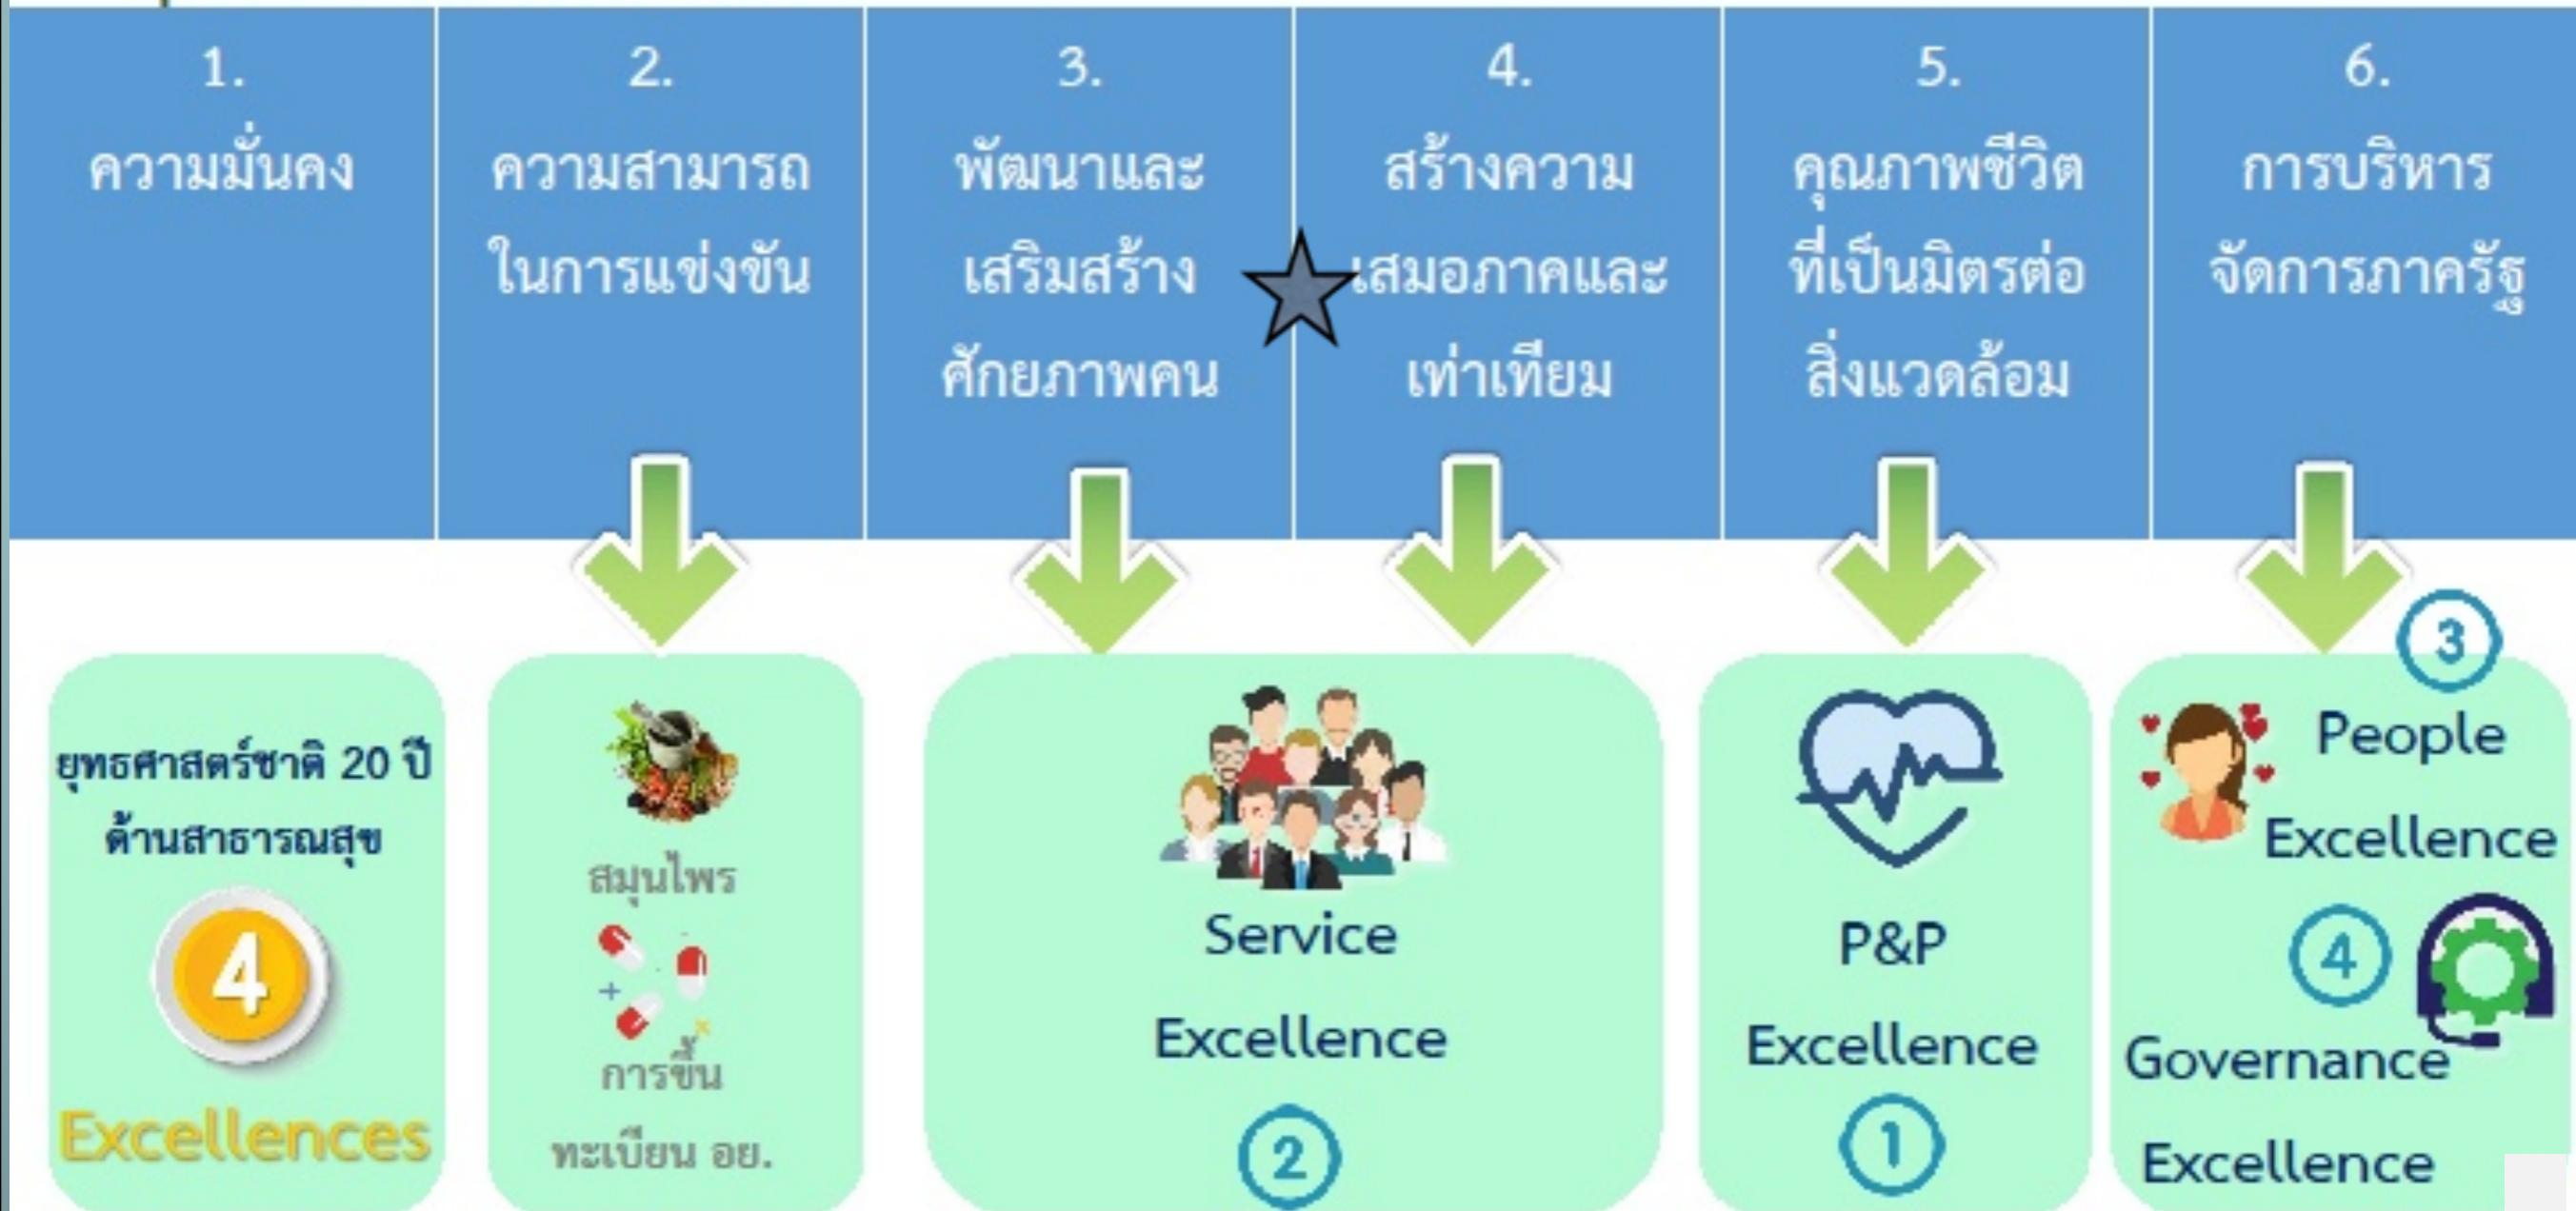 1.
ความมั่นคง
2.
ความสามารถ
ในการแข่งขัน
3.
พัฒนาและ
เสริมสร้าง
ศักยภาพคน
4.
สร้างความ
เสมอภาคและ
เท่าเทียม
5.
คุณภาพชีวิต
ที่เป็นมิตรต่อ
สิ่งแวดล้อม
6.
การบริหาร
จัดการภาครัฐ
ยุทธศาสตร์ชาติ 20 ปี
ด้านสาธารณสุข
4
Excellences
สมุนไพร
การขึ้น
ทะเบียน อย.
Service
Excellence
2
P&P
Excellence
1
3
People
Excellence
4
Governance
Excellence